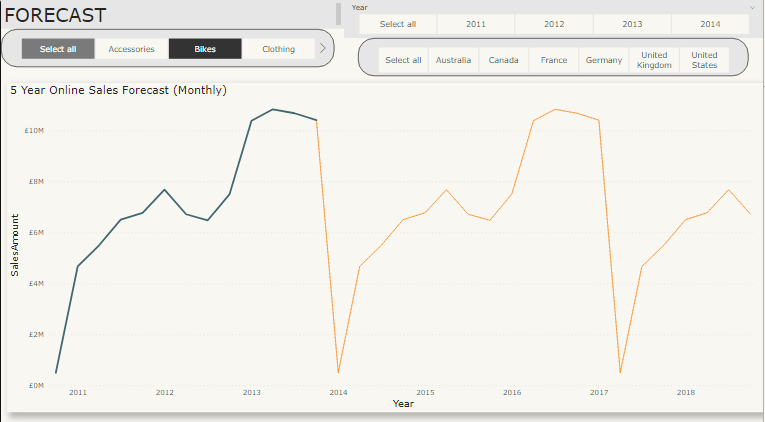 FORECAST
Year
Select all 2011 2012 2013 2014
Select all Accessories Bikes Clothing
Select all Australia Canada France Germany United Kingdom United States
5 Year Online Sales Forecast (Monthly)
£10M
£8M
£6M
£4M
£2M
£0M
SalesAmount
2011 2012 2013 2014 2015 2016 2017 2018
Year